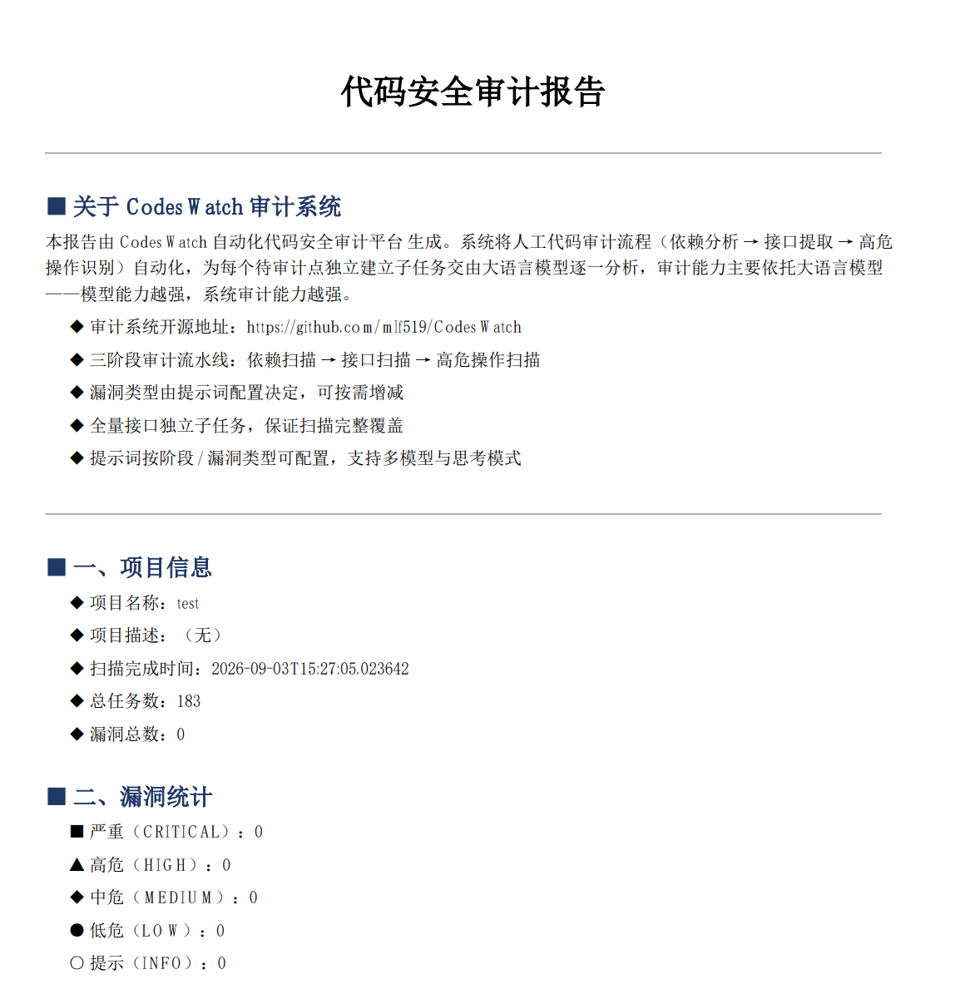 代码安全审计报告
■ 关于 CodesWatch 审计系统
本报告由 CodesWatch 自动化代码安全审计平台 生成。系统将人工代码审计流程（依赖分析 → 接口提取 → 高危
操作识别）自动化，为每个待审计点独立建立子任务交由大语言模型逐一分析，审计能力主要依托大语言模型
——模型能力越强，系统审计能力越强。
◆ 审计系统开源地址：https://github.com/mlf519/CodesWatch
◆ 三阶段审计流水线：依赖扫描 → 接口扫描 → 高危操作扫描
◆ 漏洞类型由提示词配置决定，可按需增减
◆ 全量接口独立子任务，保证扫描完整覆盖
◆ 提示词按阶段 / 漏洞类型可配置，支持多模型与思考模式
■ 一、项目信息
◆ 项目名称：test
◆ 项目描述：（无）
◆ 扫描完成时间：2026-09-03T15:27:05.023642
◆ 总任务数：183
◆ 漏洞总数：0
■ 二、漏洞统计
■ 严重（CRITICAL）：0
▲ 高危（HIGH）：0
◆ 中危（MEDIUM）：0
● 低危（LOW）：0
○ 提示（INFO）：0